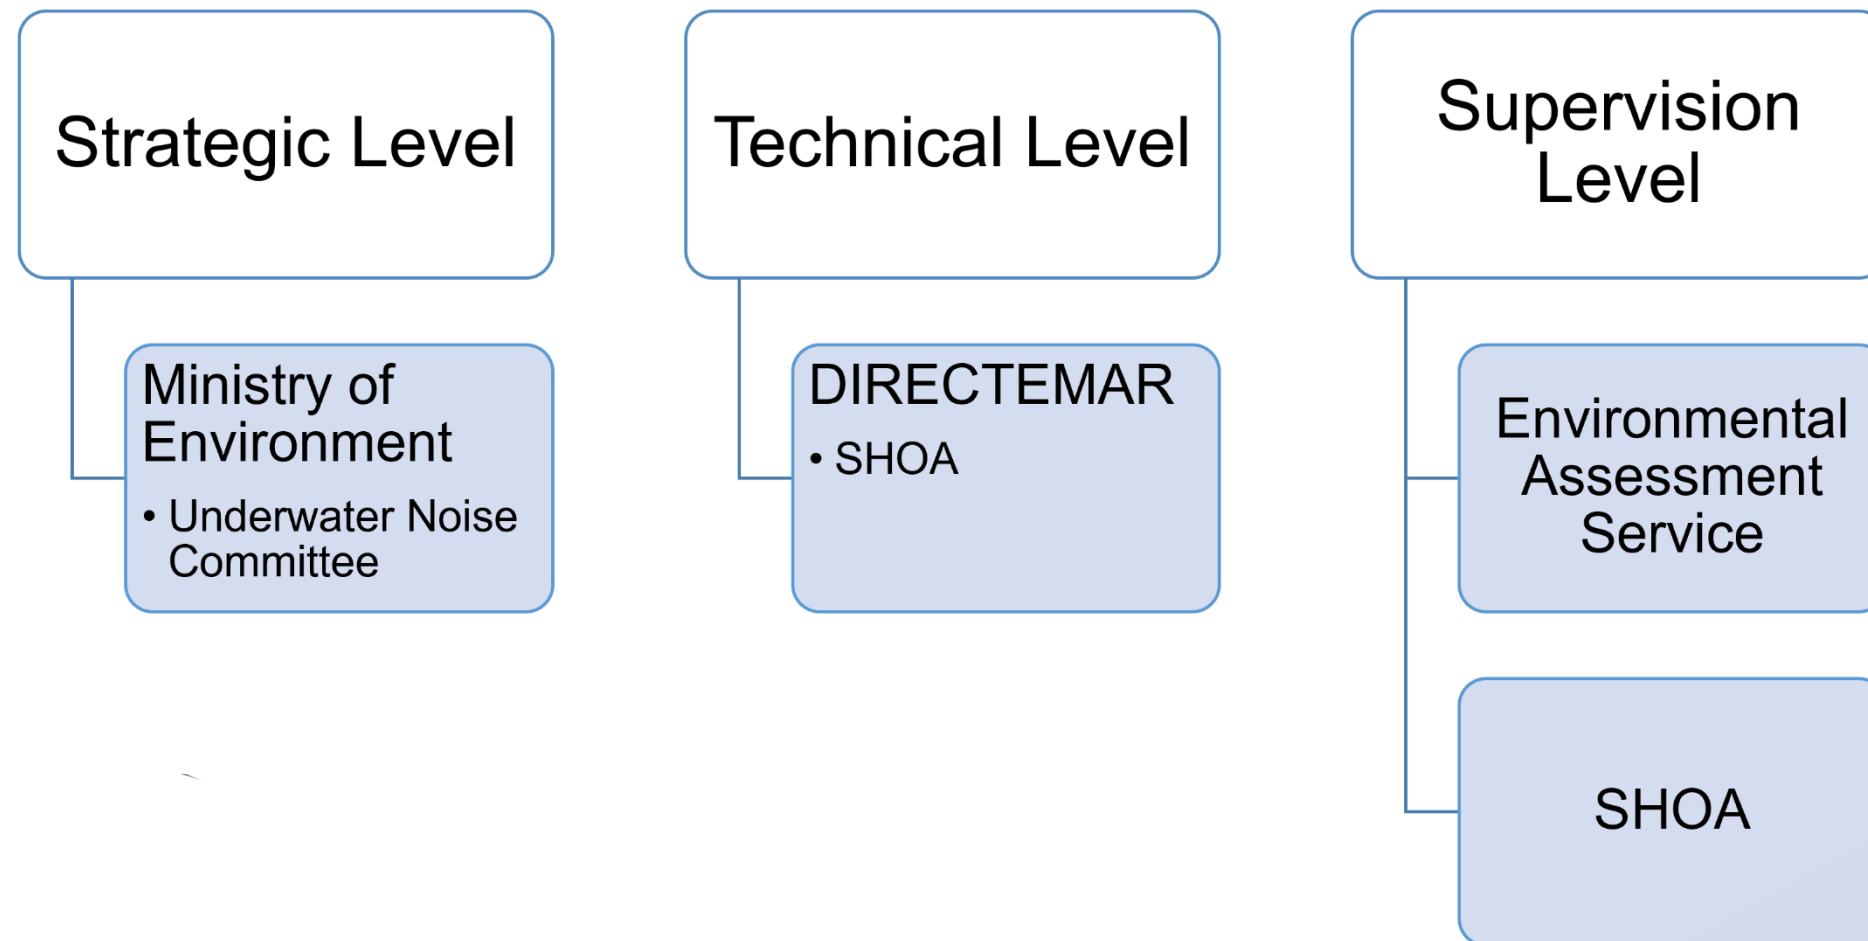 Strategic Level
Ministry of
Environment
• Underwater Noise
Committee
Technical Level
DIRECTEMAR
• SHOA
Supervision
Level
Environmental
Assessment
Service
SHOA